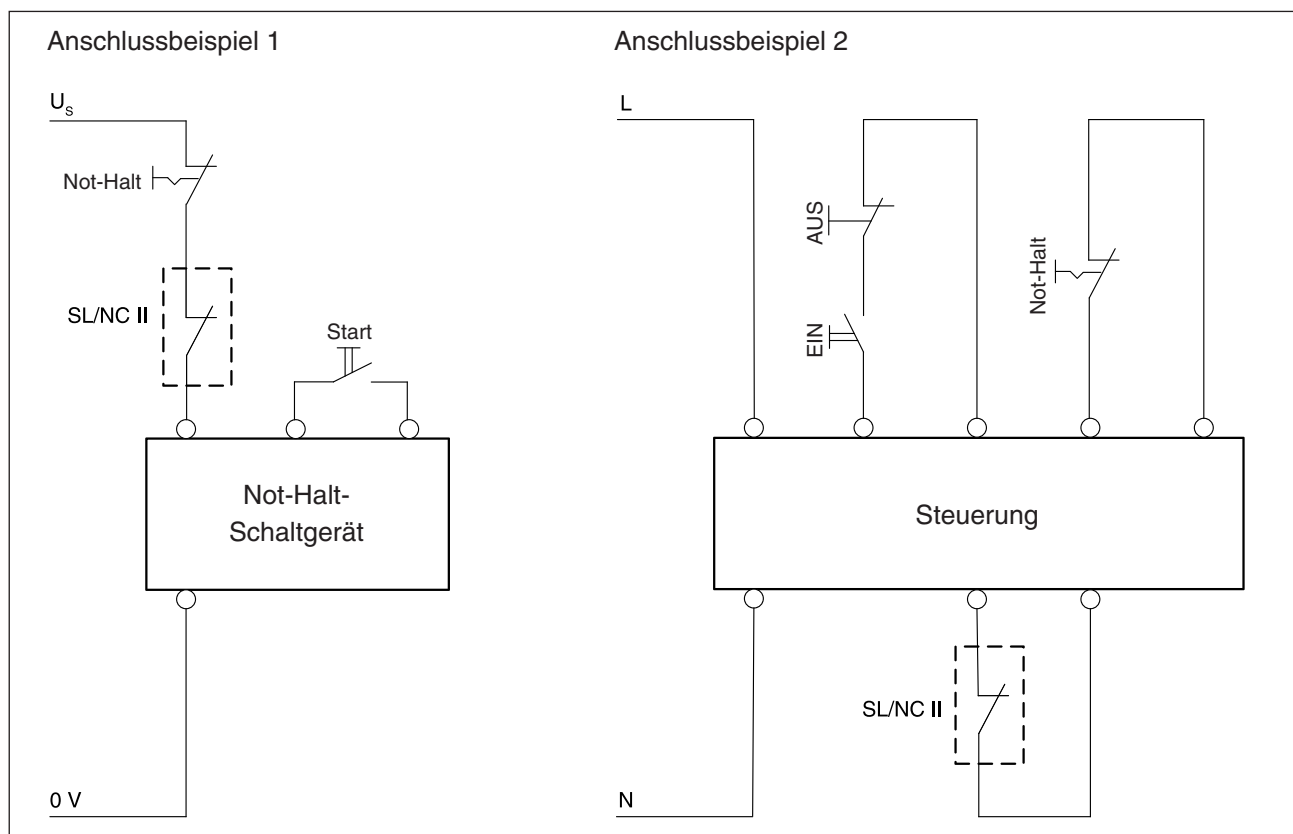 Anschlussbeispiel 1
U_S
Not-Halt
SL/NC II
Start
Not-Halt-
Schaltgerät
0 V
Anschlussbeispiel 2
L
AUS
EIN
Not-Halt
Steuerung
SL/NC II
N